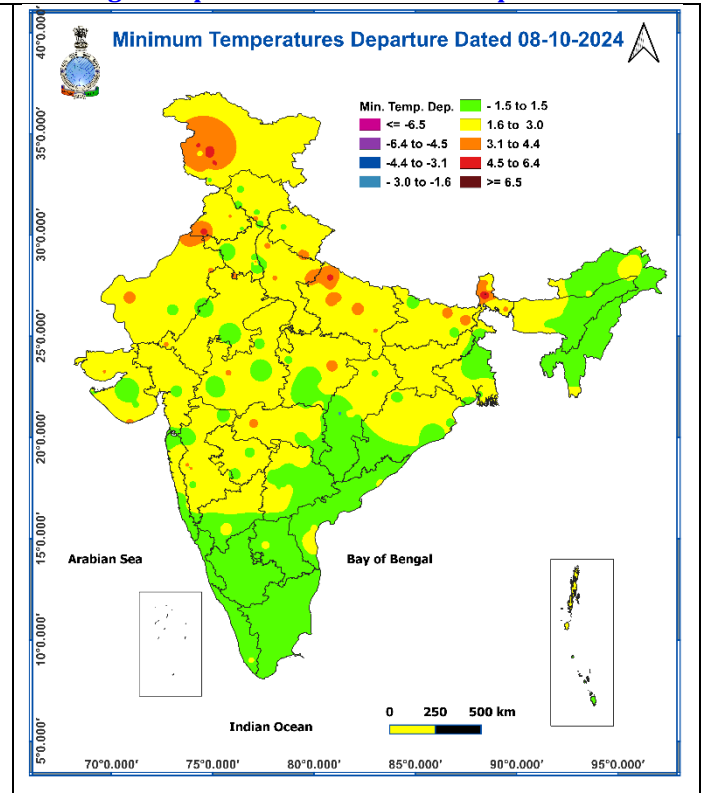 Minimum Temperatures Departure Dated 08-10-2024
Min. Temp. Dep.
<= -6.5
-6.4 to -4.5
-4.4 to -3.1
- 3.0 to -1.6
- 1.5 to 1.5
1.6 to 3.0
3.1 to 4.4
4.5 to 6.4
>= 6.5
40°0.000'
35°0.000'
30°0.000'
25°0.000'
20°0.000'
15°0.000'
10°0.000'
5°0.000'
Arabian Sea
Bay of Bengal
Indian Ocean
0 250 500 km
70°0.000' 75°0.000' 80°0.000' 85°0.000' 90°0.000' 95°0.000'